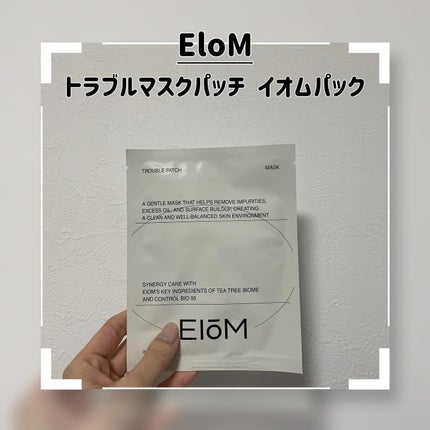 EloM
トラブルマスクパッチ イオムパック
TROUBLE PATCH MASK
A GENTLE MASK THAT HELPS REMOVE IMPURITIES,
EXCESS OIL, AND SURFACE BUILDUP, CREATING
A CLEAN AND WELL-BALANCED SKIN ENVIRONMENT
SYNERGY CARE WITH
EIOM'S KEY INGREDIENTS OF TEA TREE BIOME
AND CONTROL BIO 95
EIōM